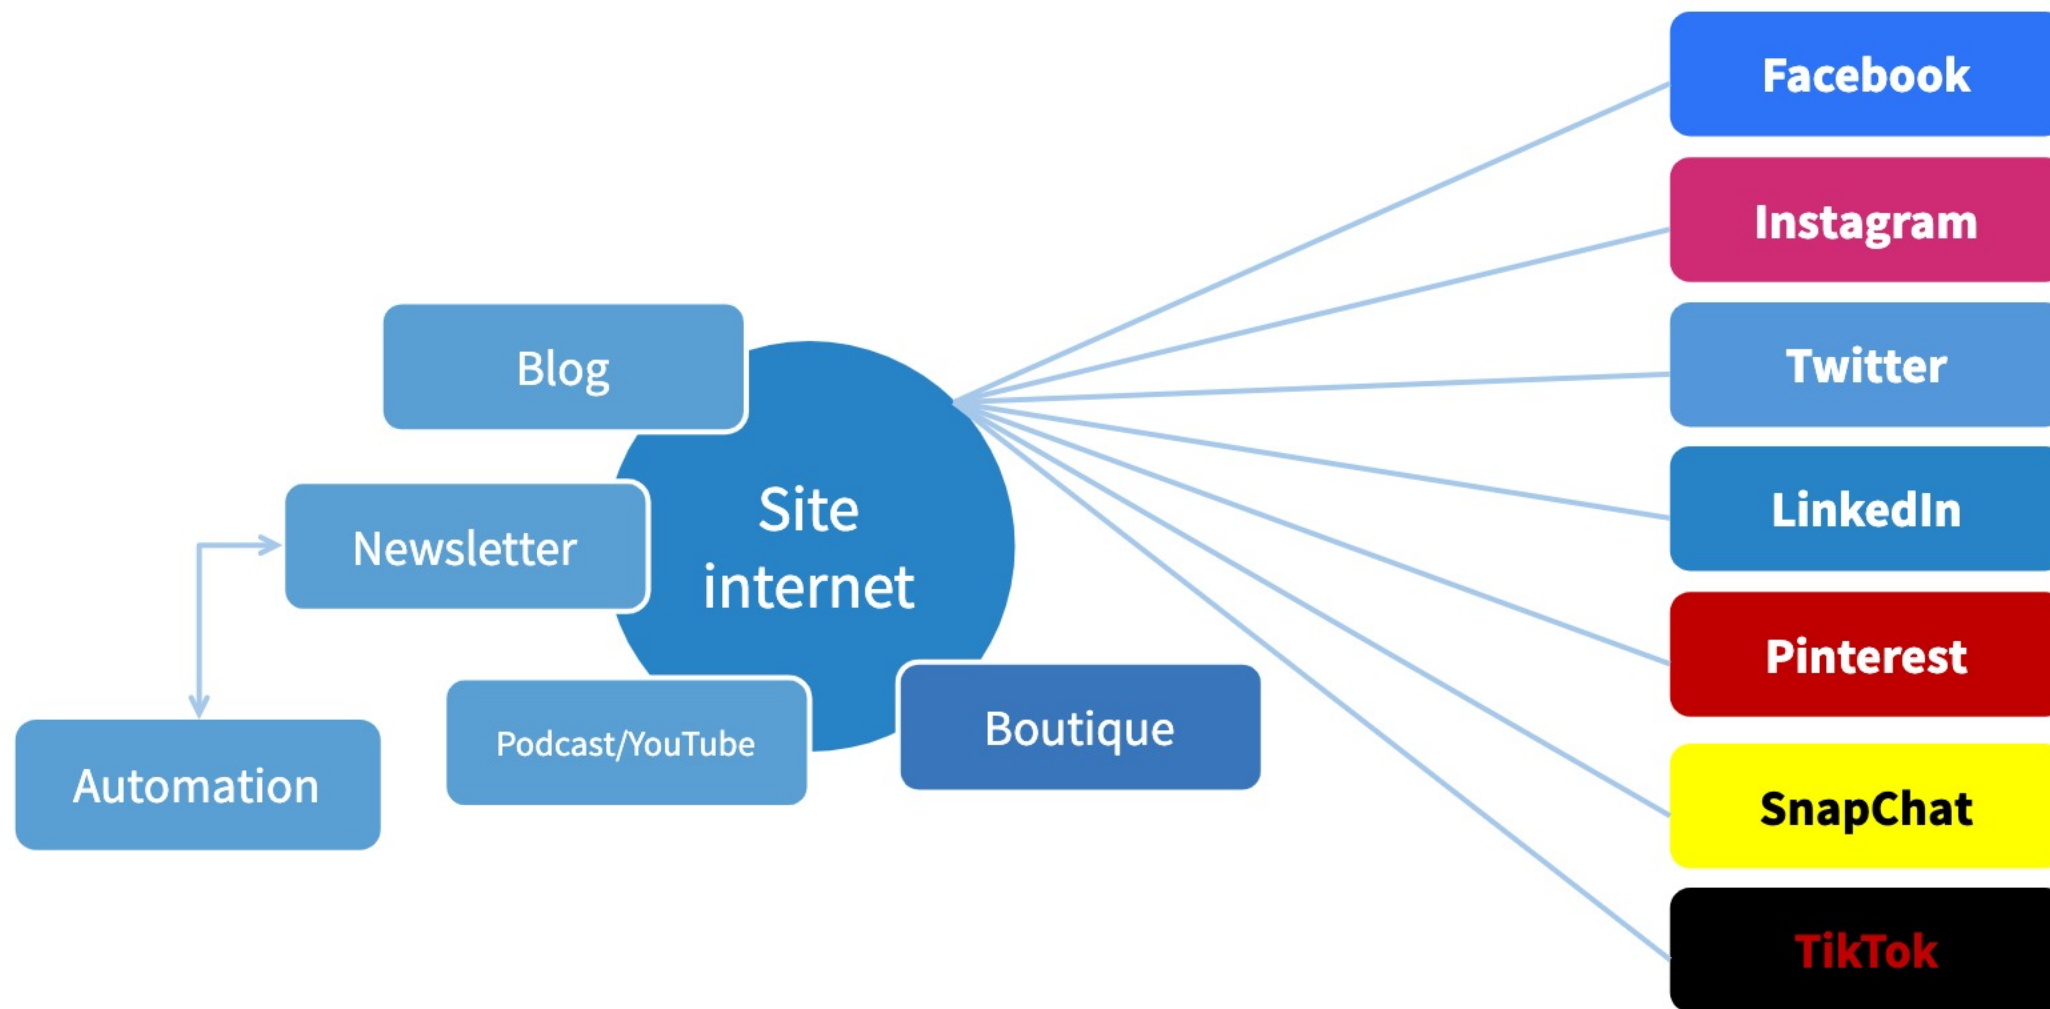 Blog
Newsletter
Automation
Podcast/YouTube
Boutique
Site
internet
Facebook
Instagram
Twitter
LinkedIn
Pinterest
SnapChat
TikTok